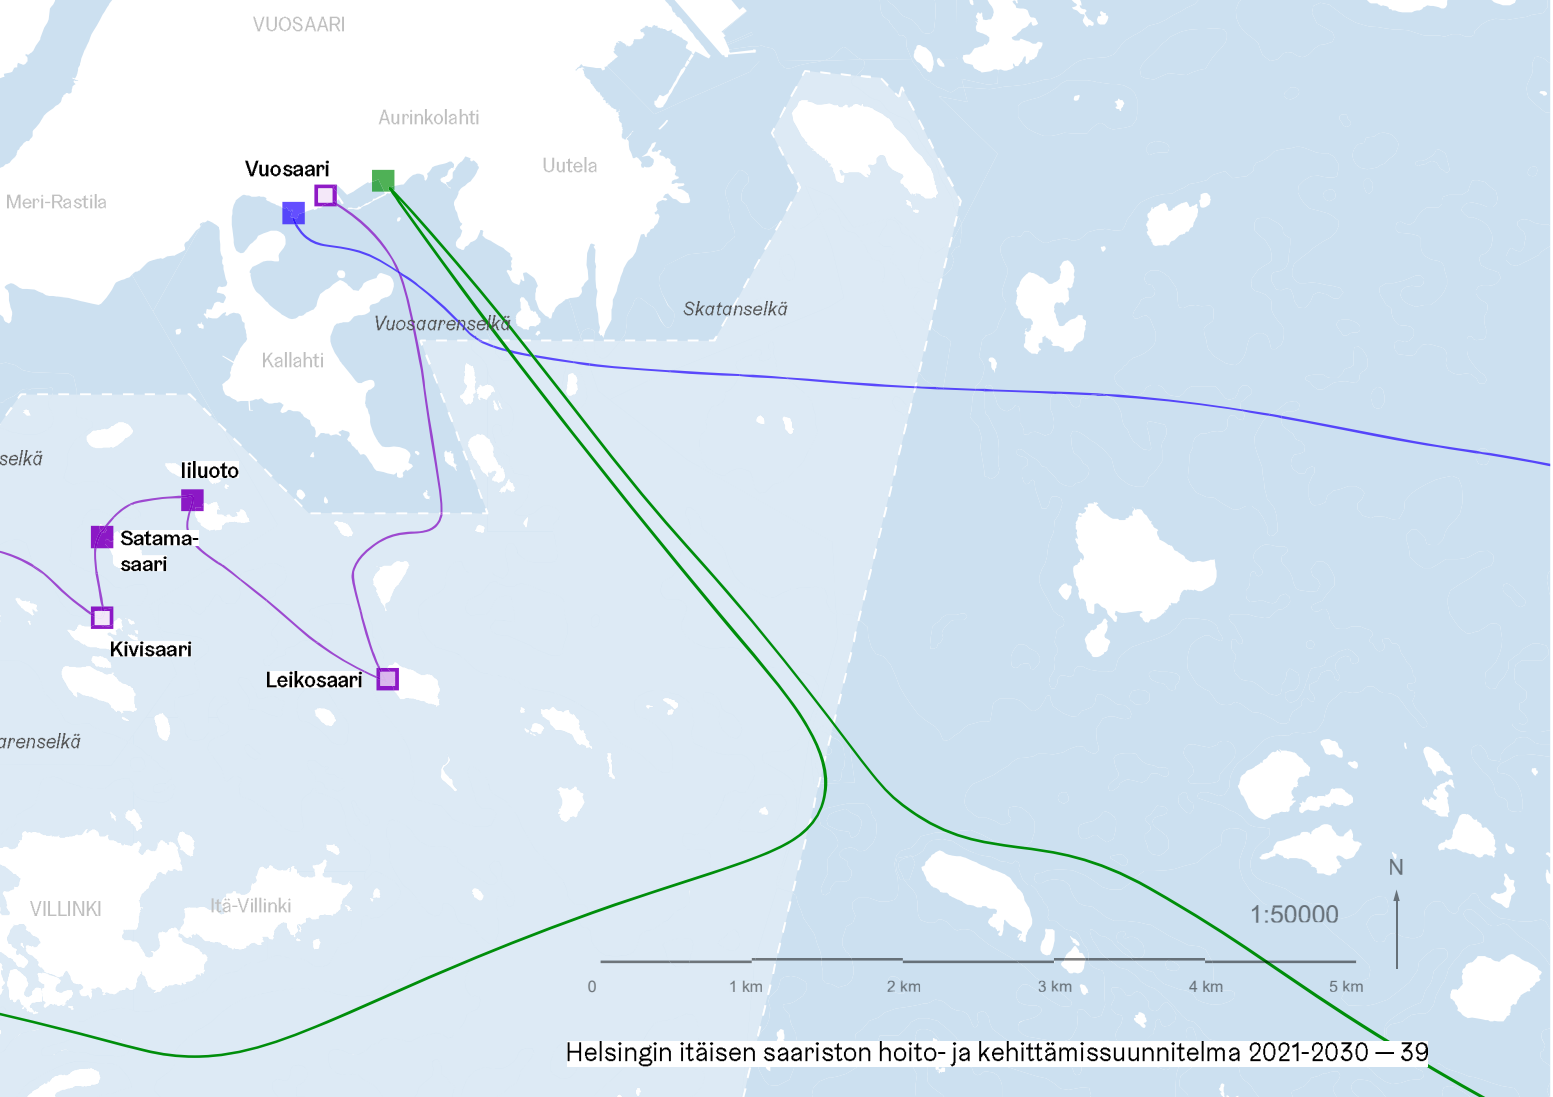 VUOSAARI
Aurinkolahti
Vuosaari
Uutela
Meri-Rastila
Skatanselkä
Vuosaarenselkä
Kallahti
selkä
Iiluoto
Satama-
saari
Kivisaari
Leikosaari
arenselkä
VILLINKI
Itä-Villinki
N
1:50000
0 1 km 2 km 3 km 4 km 5 km
Helsingin itäisen saariston hoito- ja kehittämissuunnitelma 2021-2030 — 39